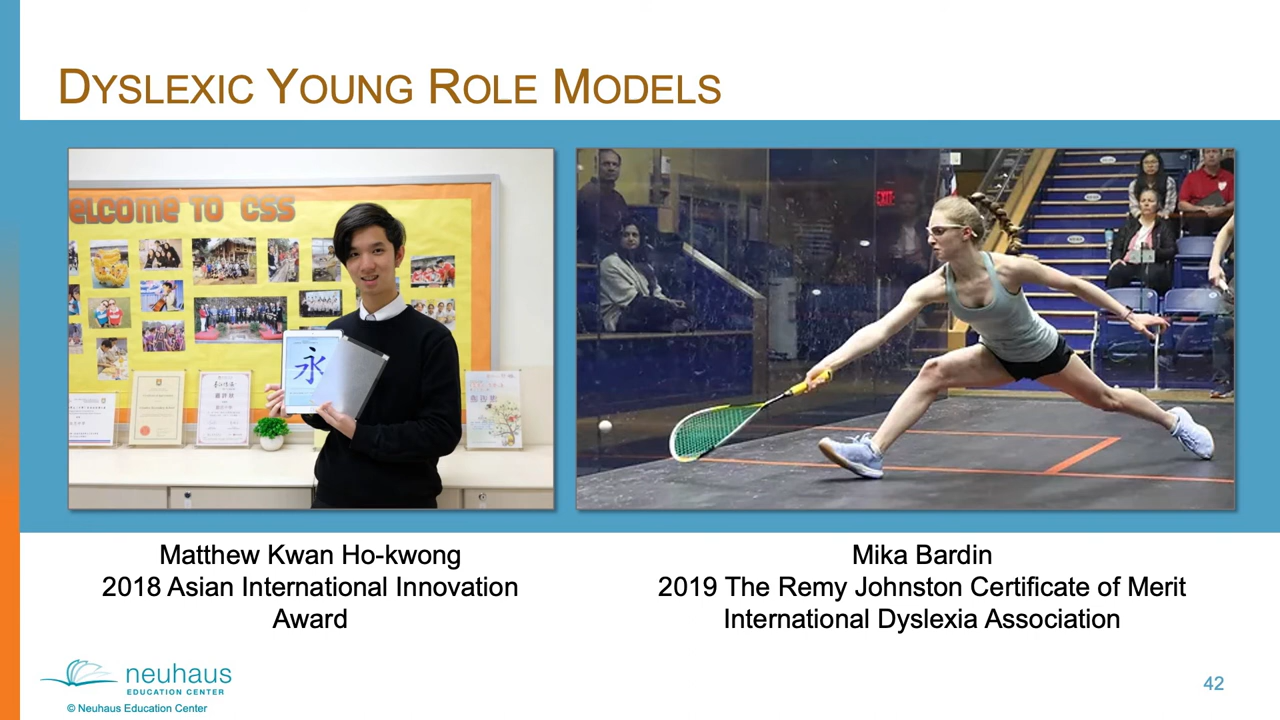 DYSLEXIC YOUNG ROLE MODELS
ELCOME TO CSS
永
EXIT
Matthew Kwan Ho-kwong
2018 Asian International Innovation
Award
Mika Bardin
2019 The Remy Johnston Certificate of Merit
International Dyslexia Association
neuhaus
EDUCATION CENTER
© Neuhaus Education Center
42